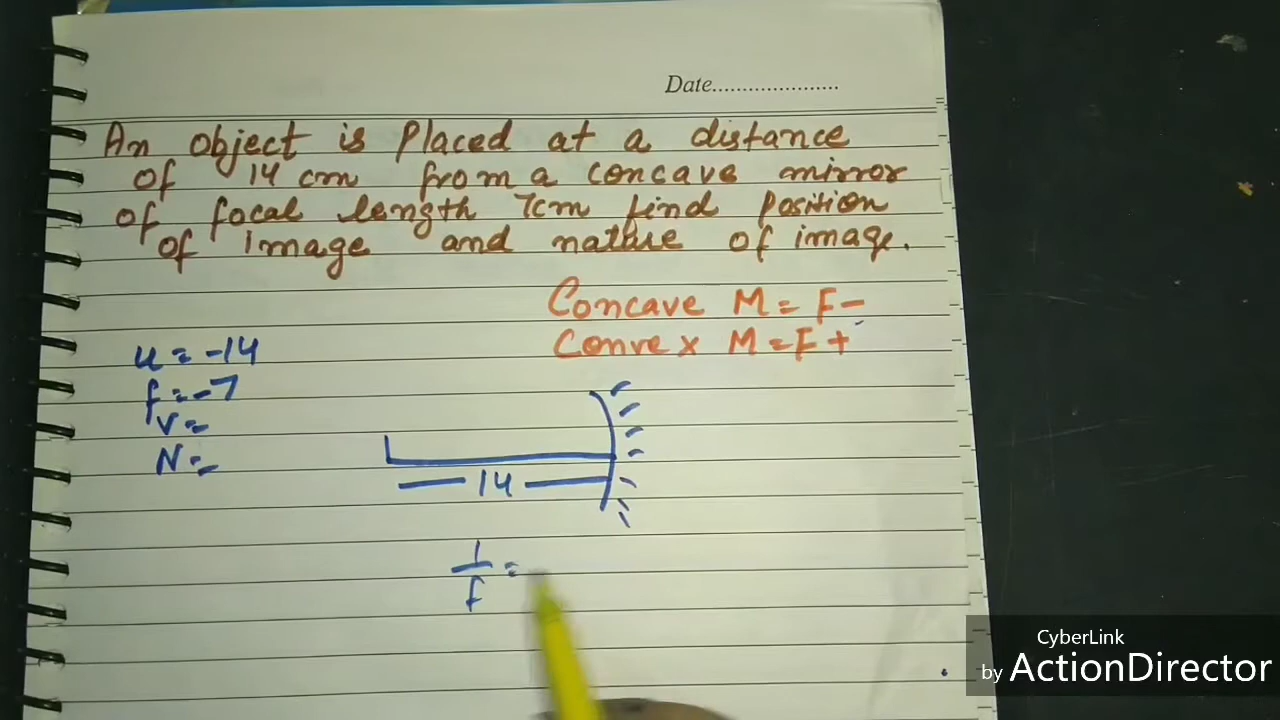 Date.....................
An object is Placed at a distance
of 14 cm from a concave mirror
of focal length 7cm find position
of image and nature of image.
Concave M = F-
Convex M = F +
u = -14
f = -7
v =
N =
14
1/f =
CyberLink
by ActionDirector